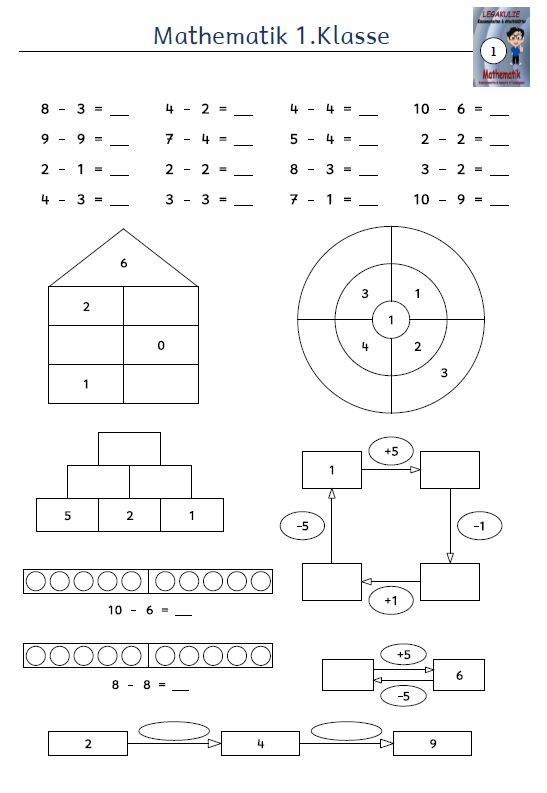 Mathematik 1.Klasse
LESAKULIE
1
Mathematik
8 - 3 = __ 4 - 2 = __ 4 - 4 = __ 10 - 6 = __
9 - 9 = __ 7 - 4 = __ 5 - 4 = __ 2 - 2 = __
2 - 1 = __ 2 - 2 = __ 8 - 3 = __ 3 - 2 = __
4 - 3 = __ 3 - 3 = __ 7 - 1 = __ 10 - 9 = __
6
2
0
1
3 1
1
4 2
3
5 2 1
+5
1
-5 -1
+1
10 - 6 = __
8 - 8 = __
+5
6
-5
2 4 9